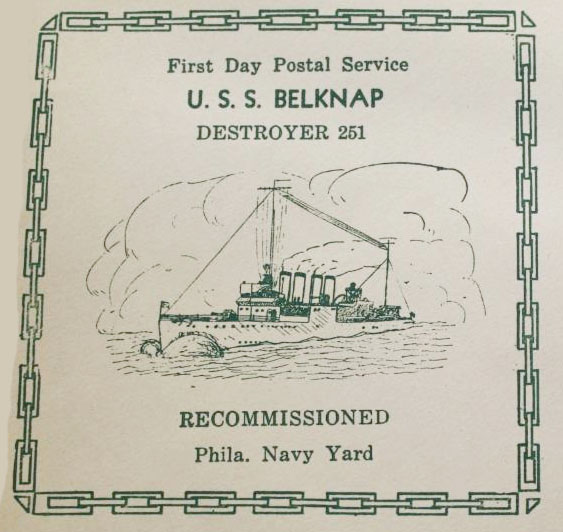 First Day Postal Service
U. S. S. BELKNAP
DESTROYER 251
RECOMMISSIONED
Phila. Navy Yard